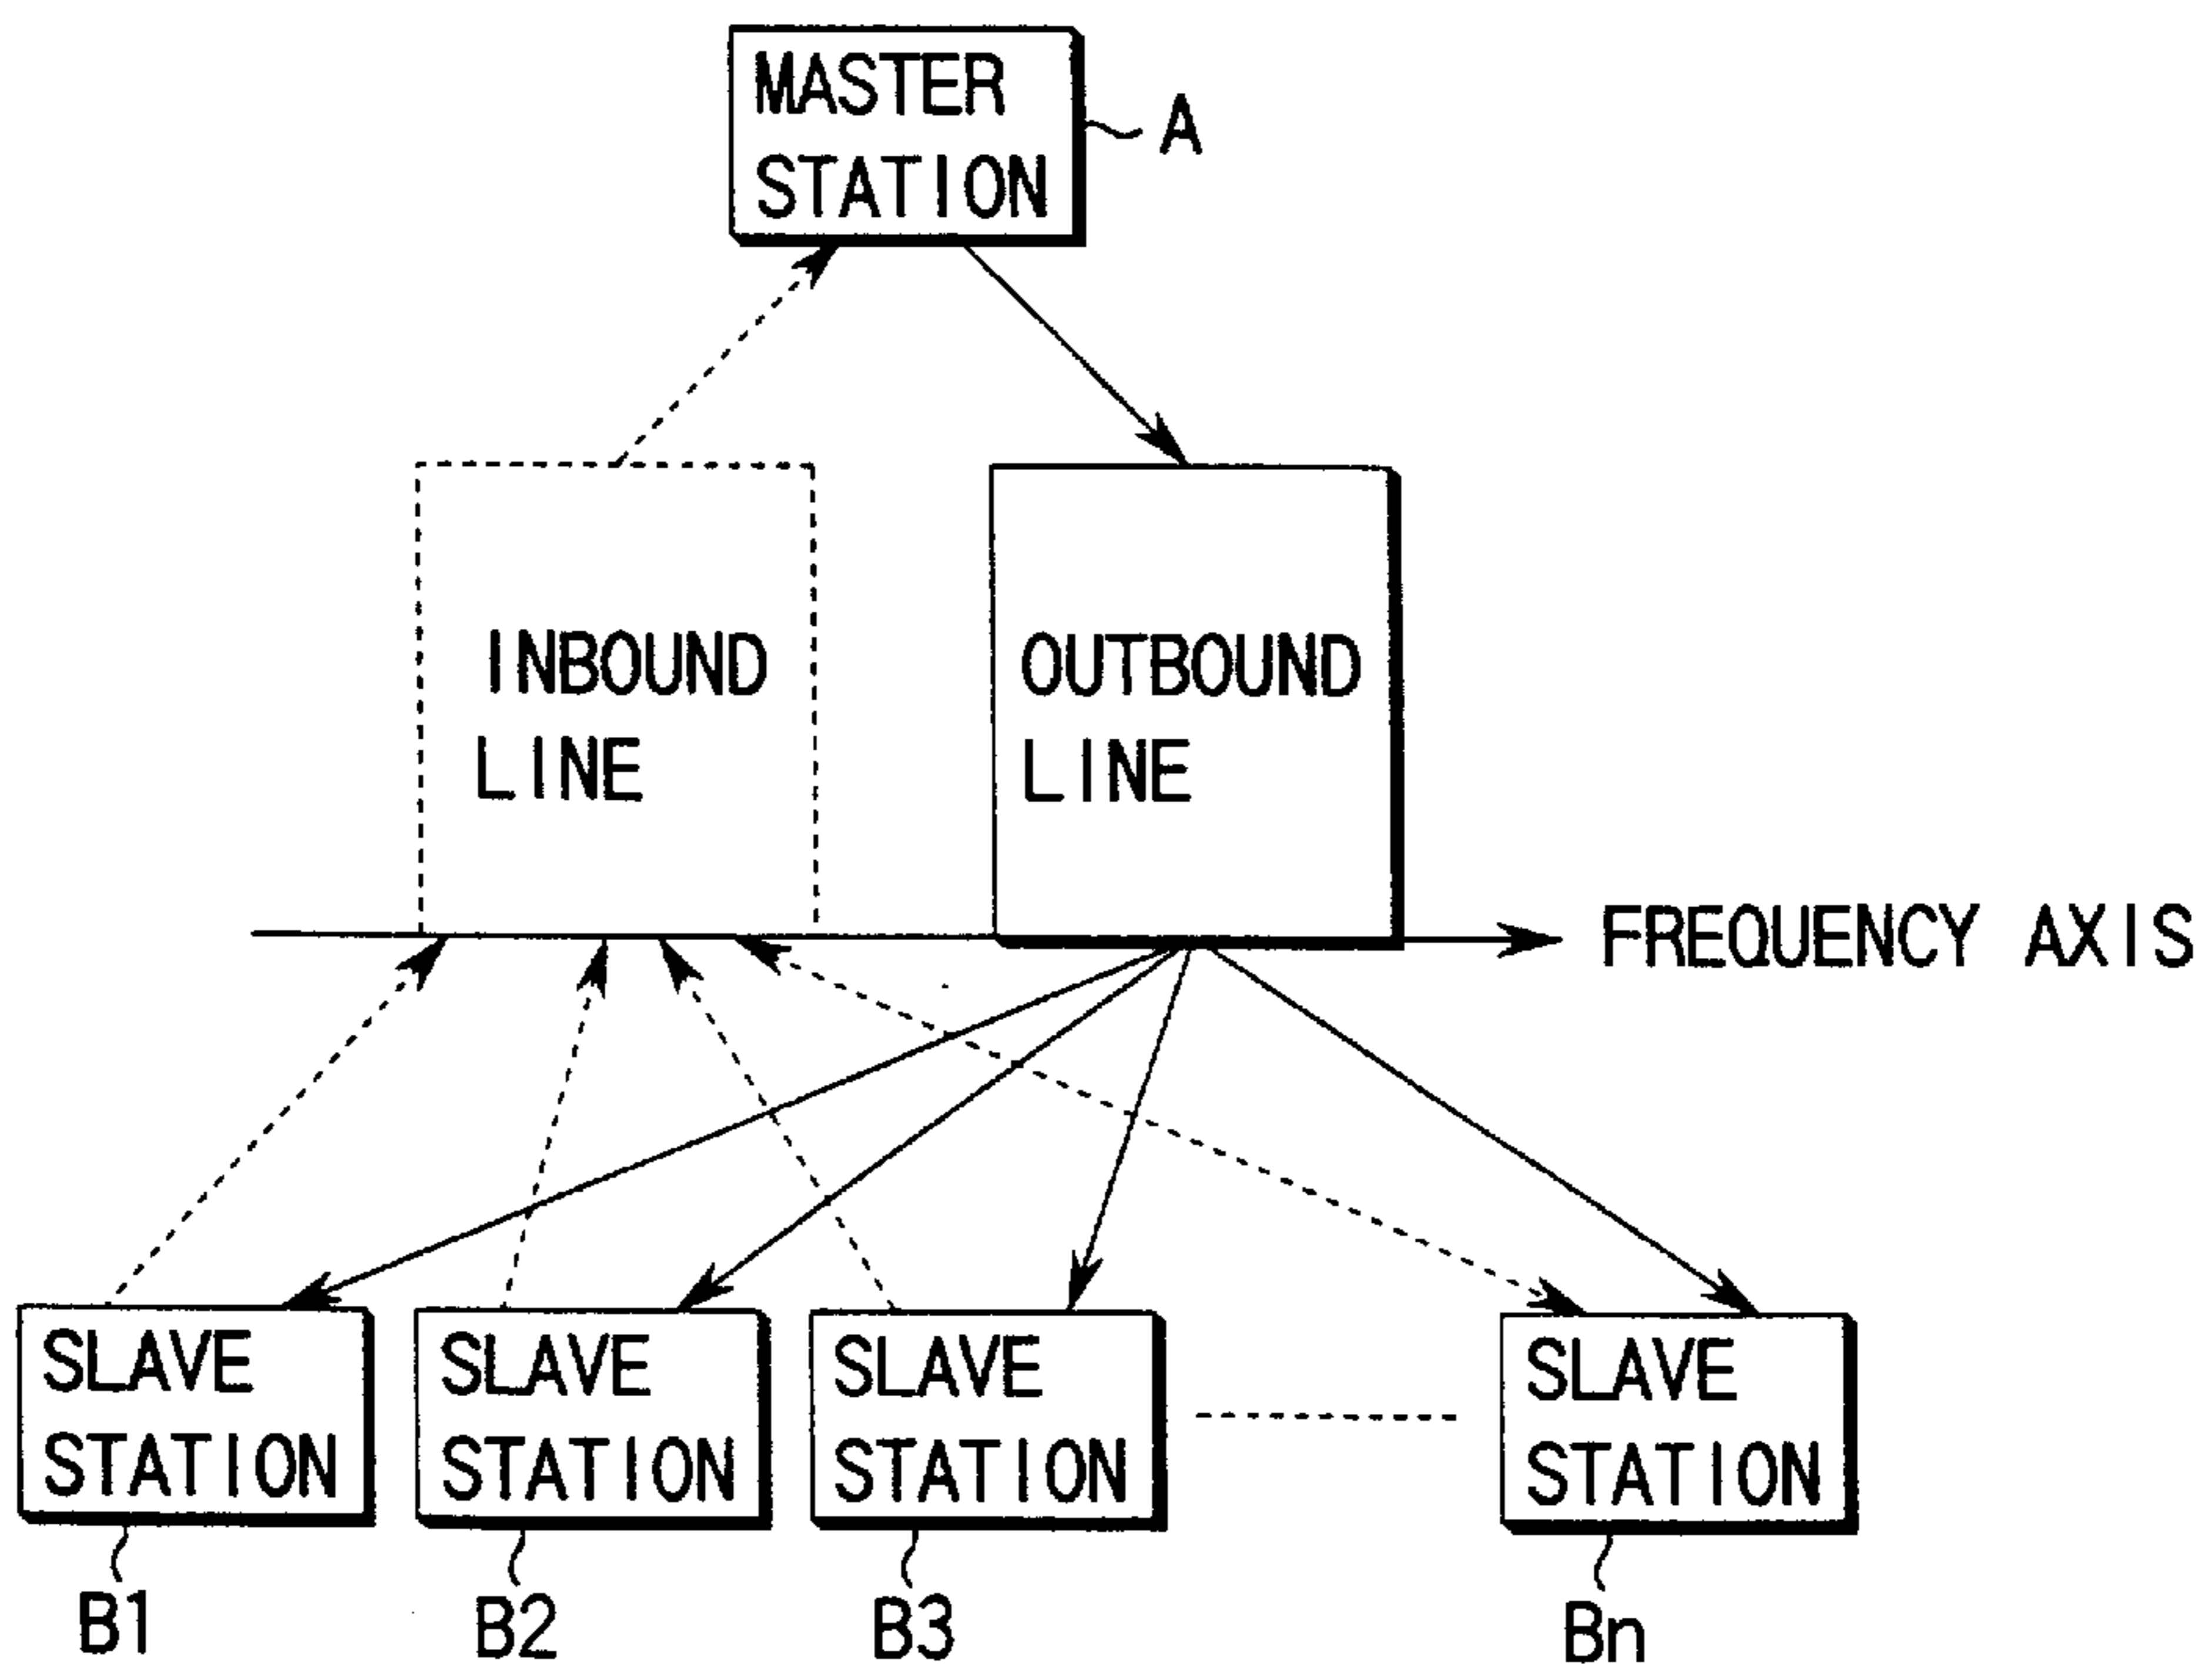 MASTER
STATION
A
INBOUND
LINE
OUTBOUND
LINE
FREQUENCY AXIS
SLAVE
STATION
SLAVE
STATION
SLAVE
STATION
SLAVE
STATION
B1
B2
B3
Bn